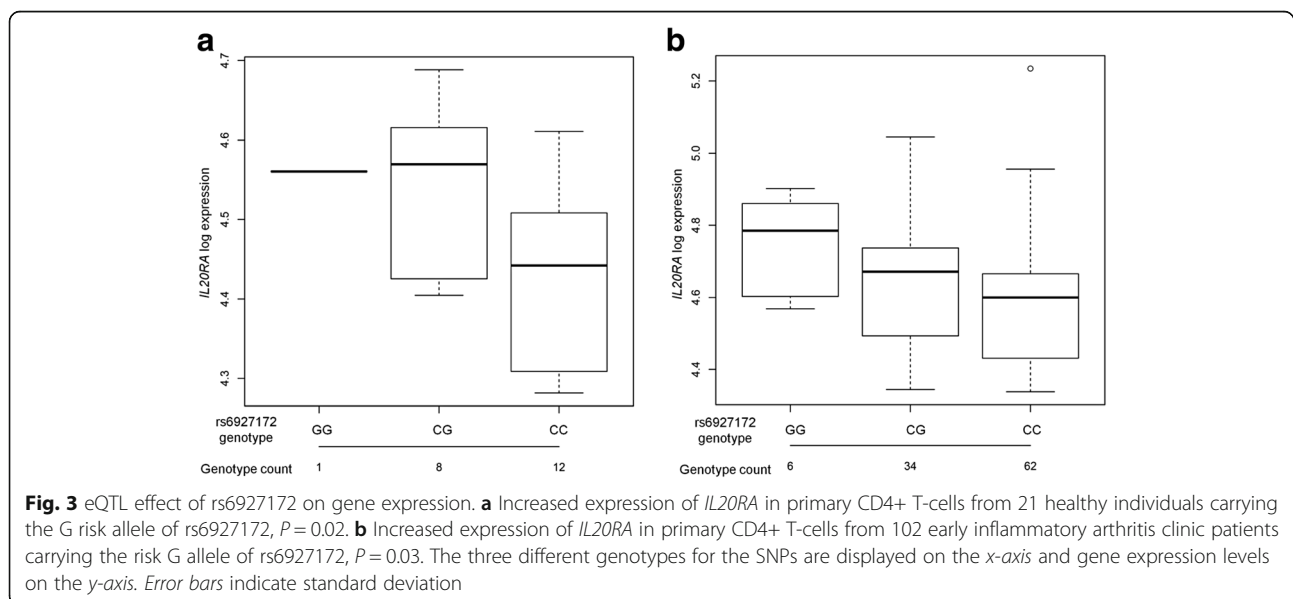 a
b
4.7
4.6
4.5
4.4
4.3
IL20RA log expression
5.2
5.0
4.8
4.6
4.4
IL20RA log expression
rs6927172
genotype
GG
CG
CC
Genotype count
1
8
12
rs6927172
genotype
GG
CG
CC
Genotype count
6
34
62
Fig. 3 eQTL effect of rs6927172 on gene expression. a Increased expression of IL20RA in primary CD4+ T-cells from 21 healthy individuals carrying
the G risk allele of rs6927172, P = 0.02. b Increased expression of IL20RA in primary CD4+ T-cells from 102 early inflammatory arthritis clinic patients
carrying the risk G allele of rs6927172, P = 0.03. The three different genotypes for the SNPs are displayed on the x-axis and gene expression levels
on the y-axis. Error bars indicate standard deviation